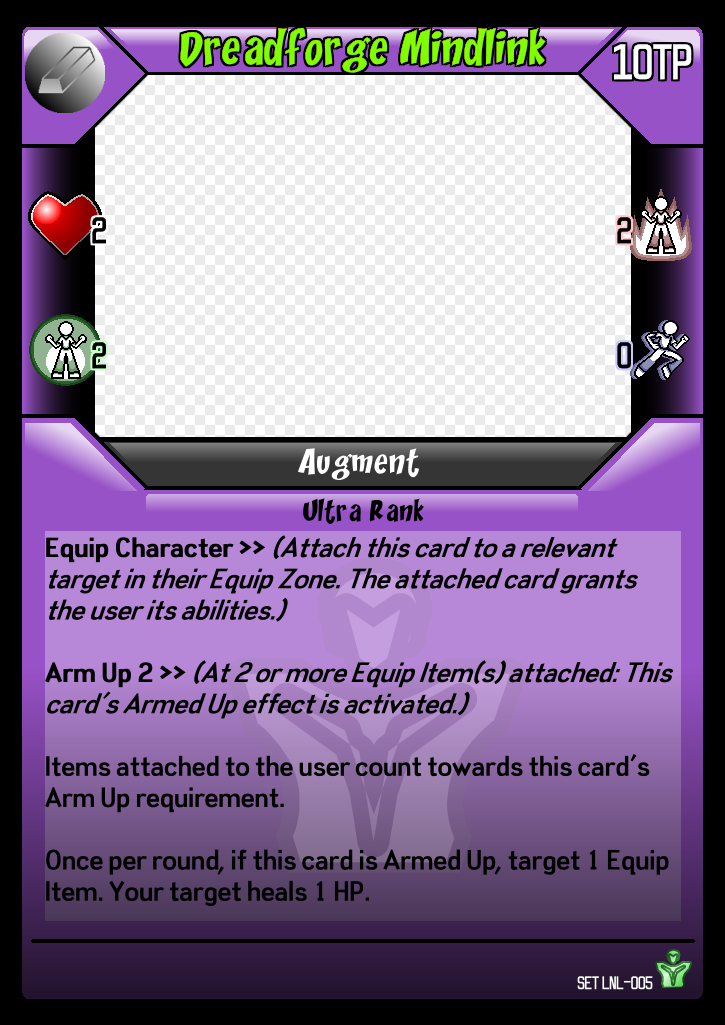 Dreadforge Mindlink
10TP
2
2
2
0
Augment
Ultra Rank
Equip Character >> (Attach this card to a relevant
target in their Equip Zone. The attached card grants
the user its abilities.)
Arm Up 2 >> (At 2 or more Equip Item(s) attached: This
card's Armed Up effect is activated.)
Items attached to the user count towards this card's
Arm Up requirement.
Once per round, if this card is Armed Up, target 1 Equip
Item. Your target heals 1 HP.
SET LNL-005